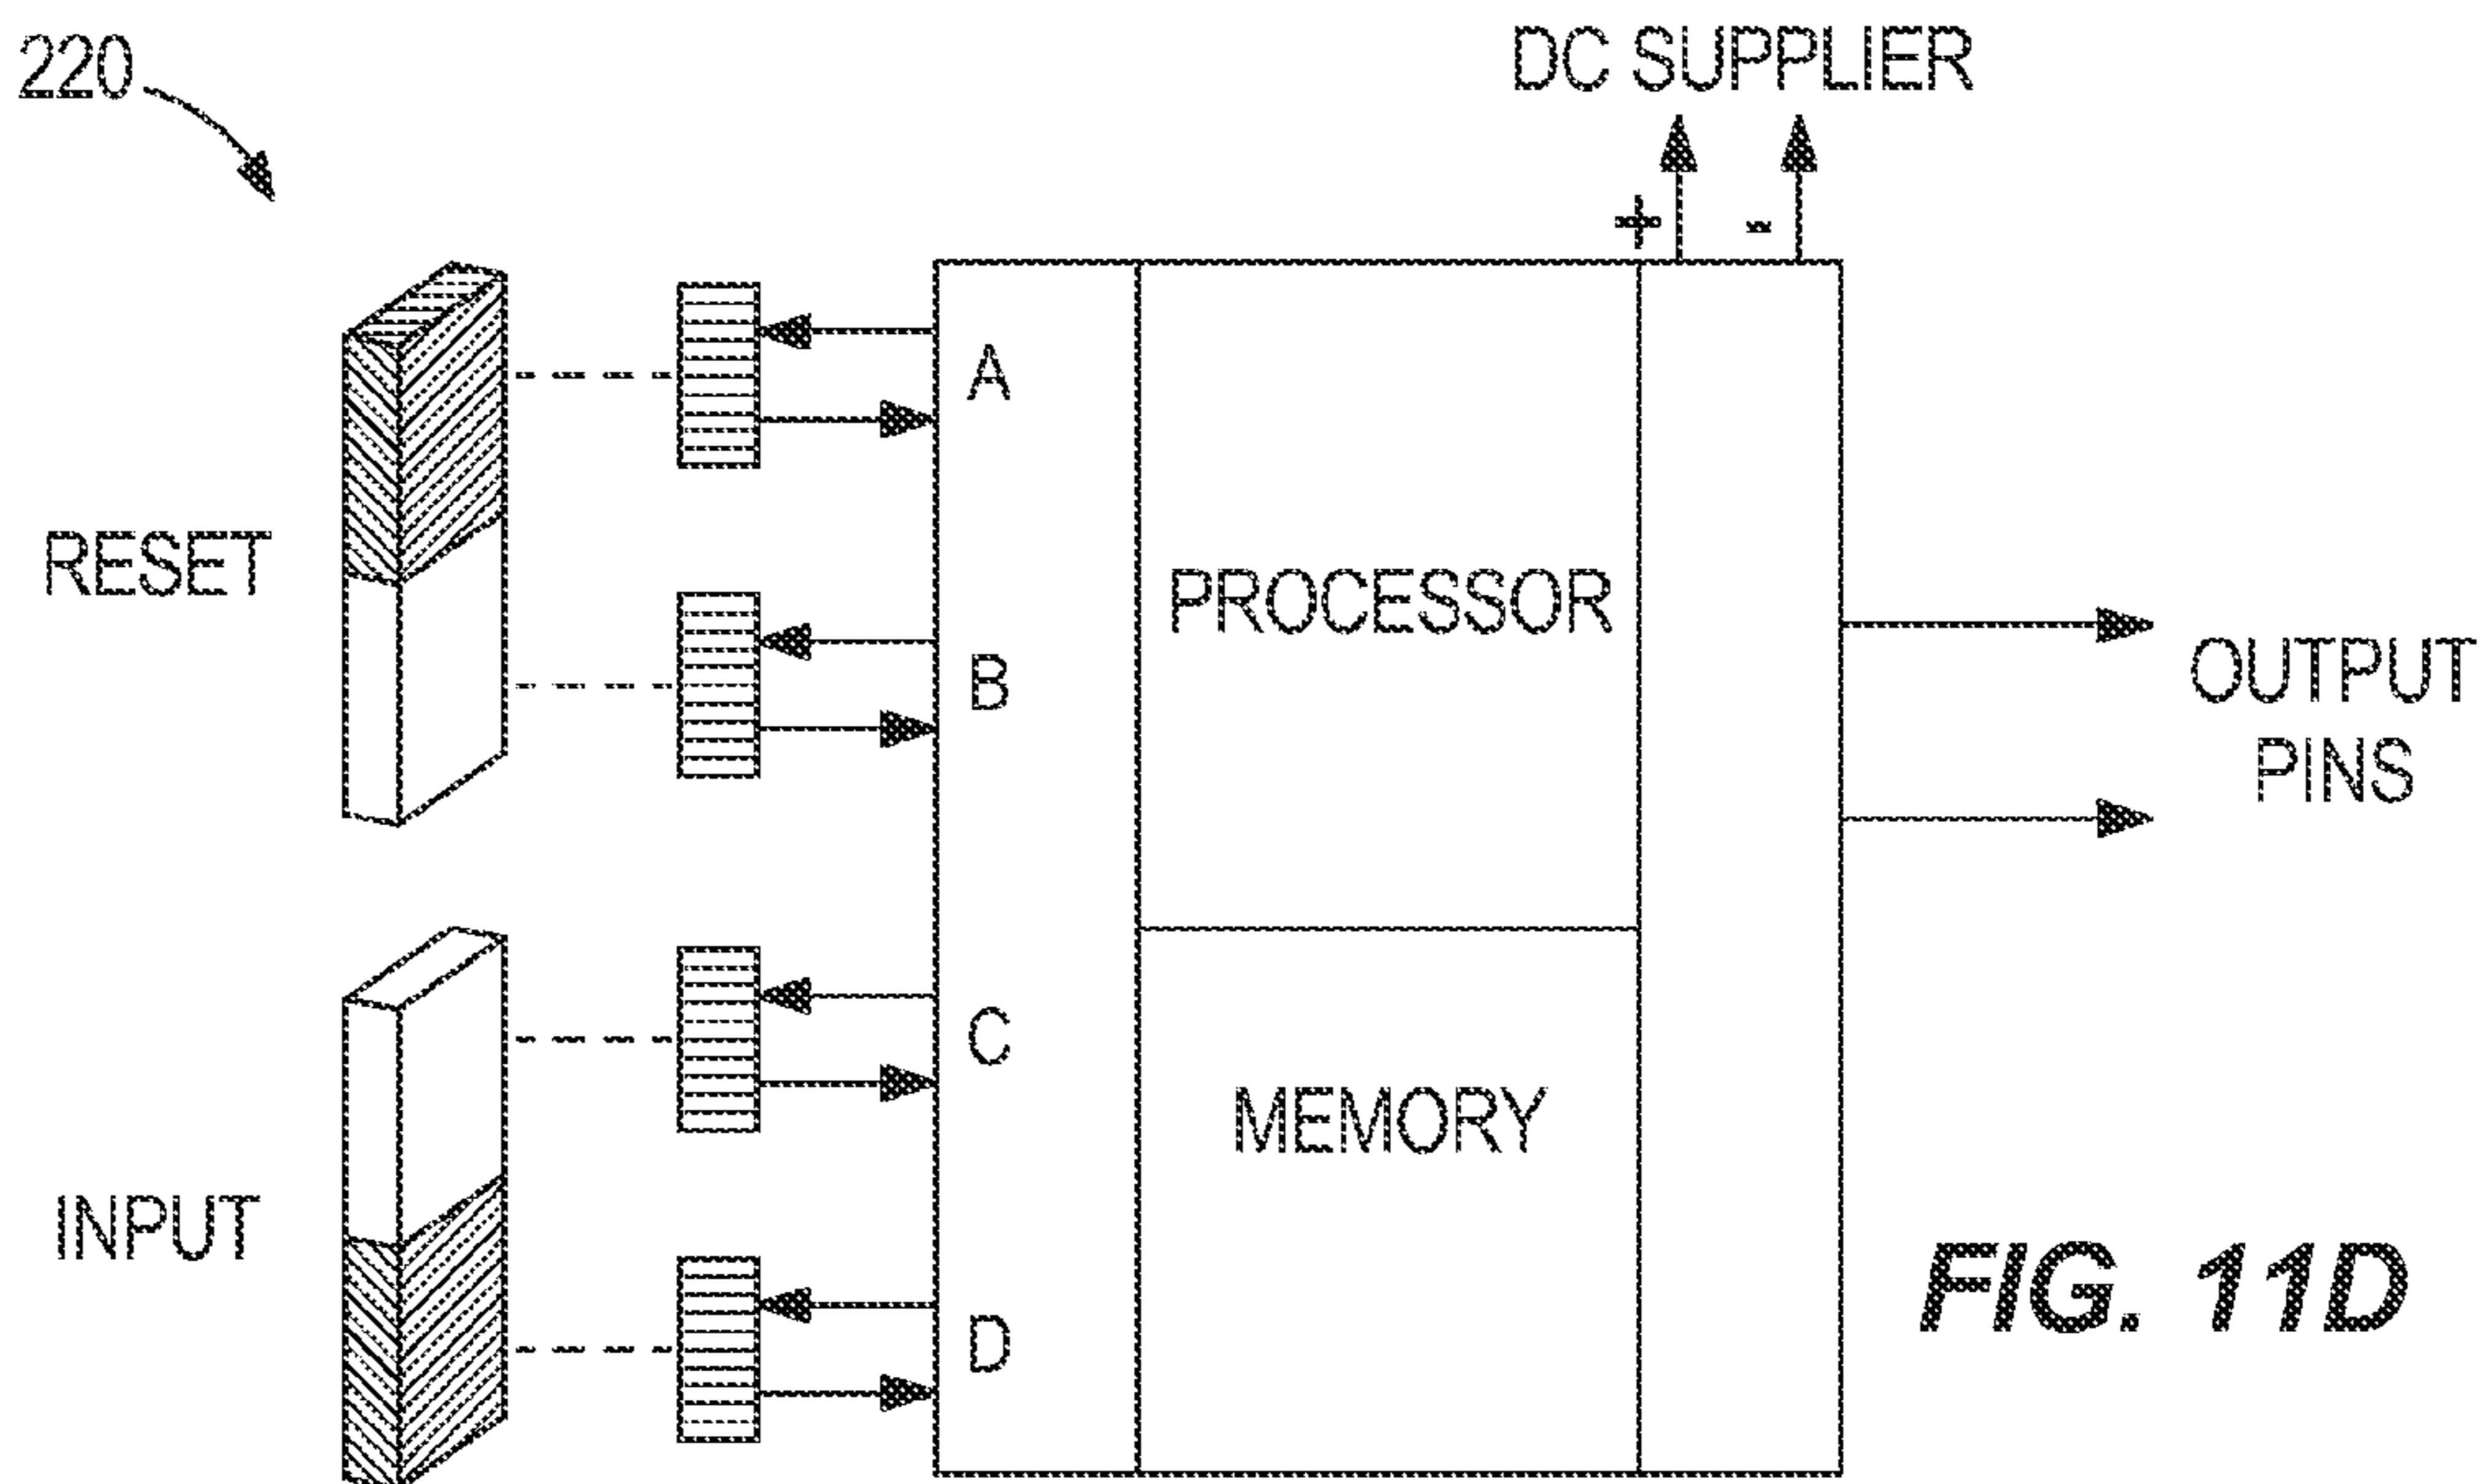 220
DC SUPPLIER
+ -
A
RESET
PROCESSOR
B
OUTPUT
PINS
C
MEMORY
INPUT
D
FIG. 11D